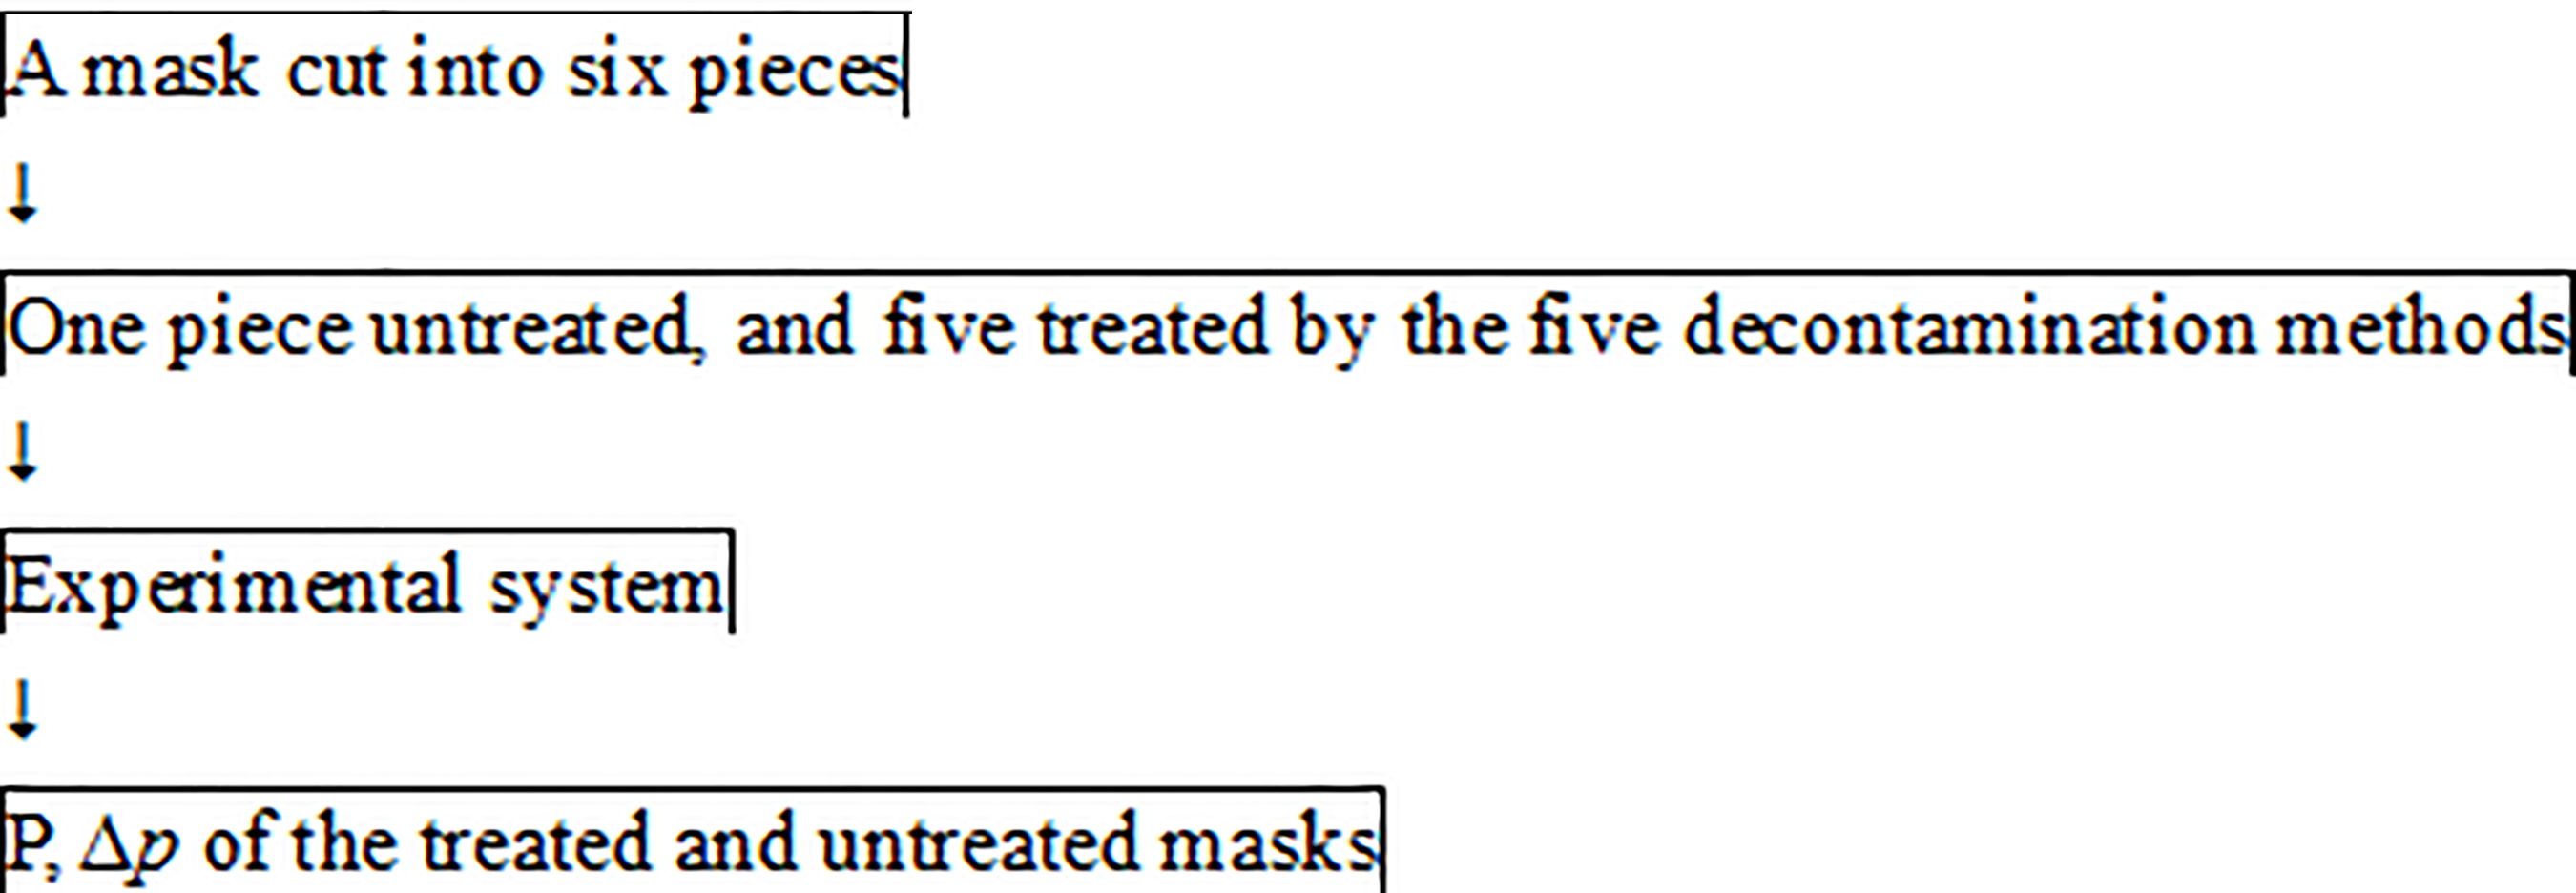 A mask cut into six pieces
↓
One piece untreated, and five treated by the five decontamination methods
↓
Experimental system
↓
P, Δp of the treated and untreated masks